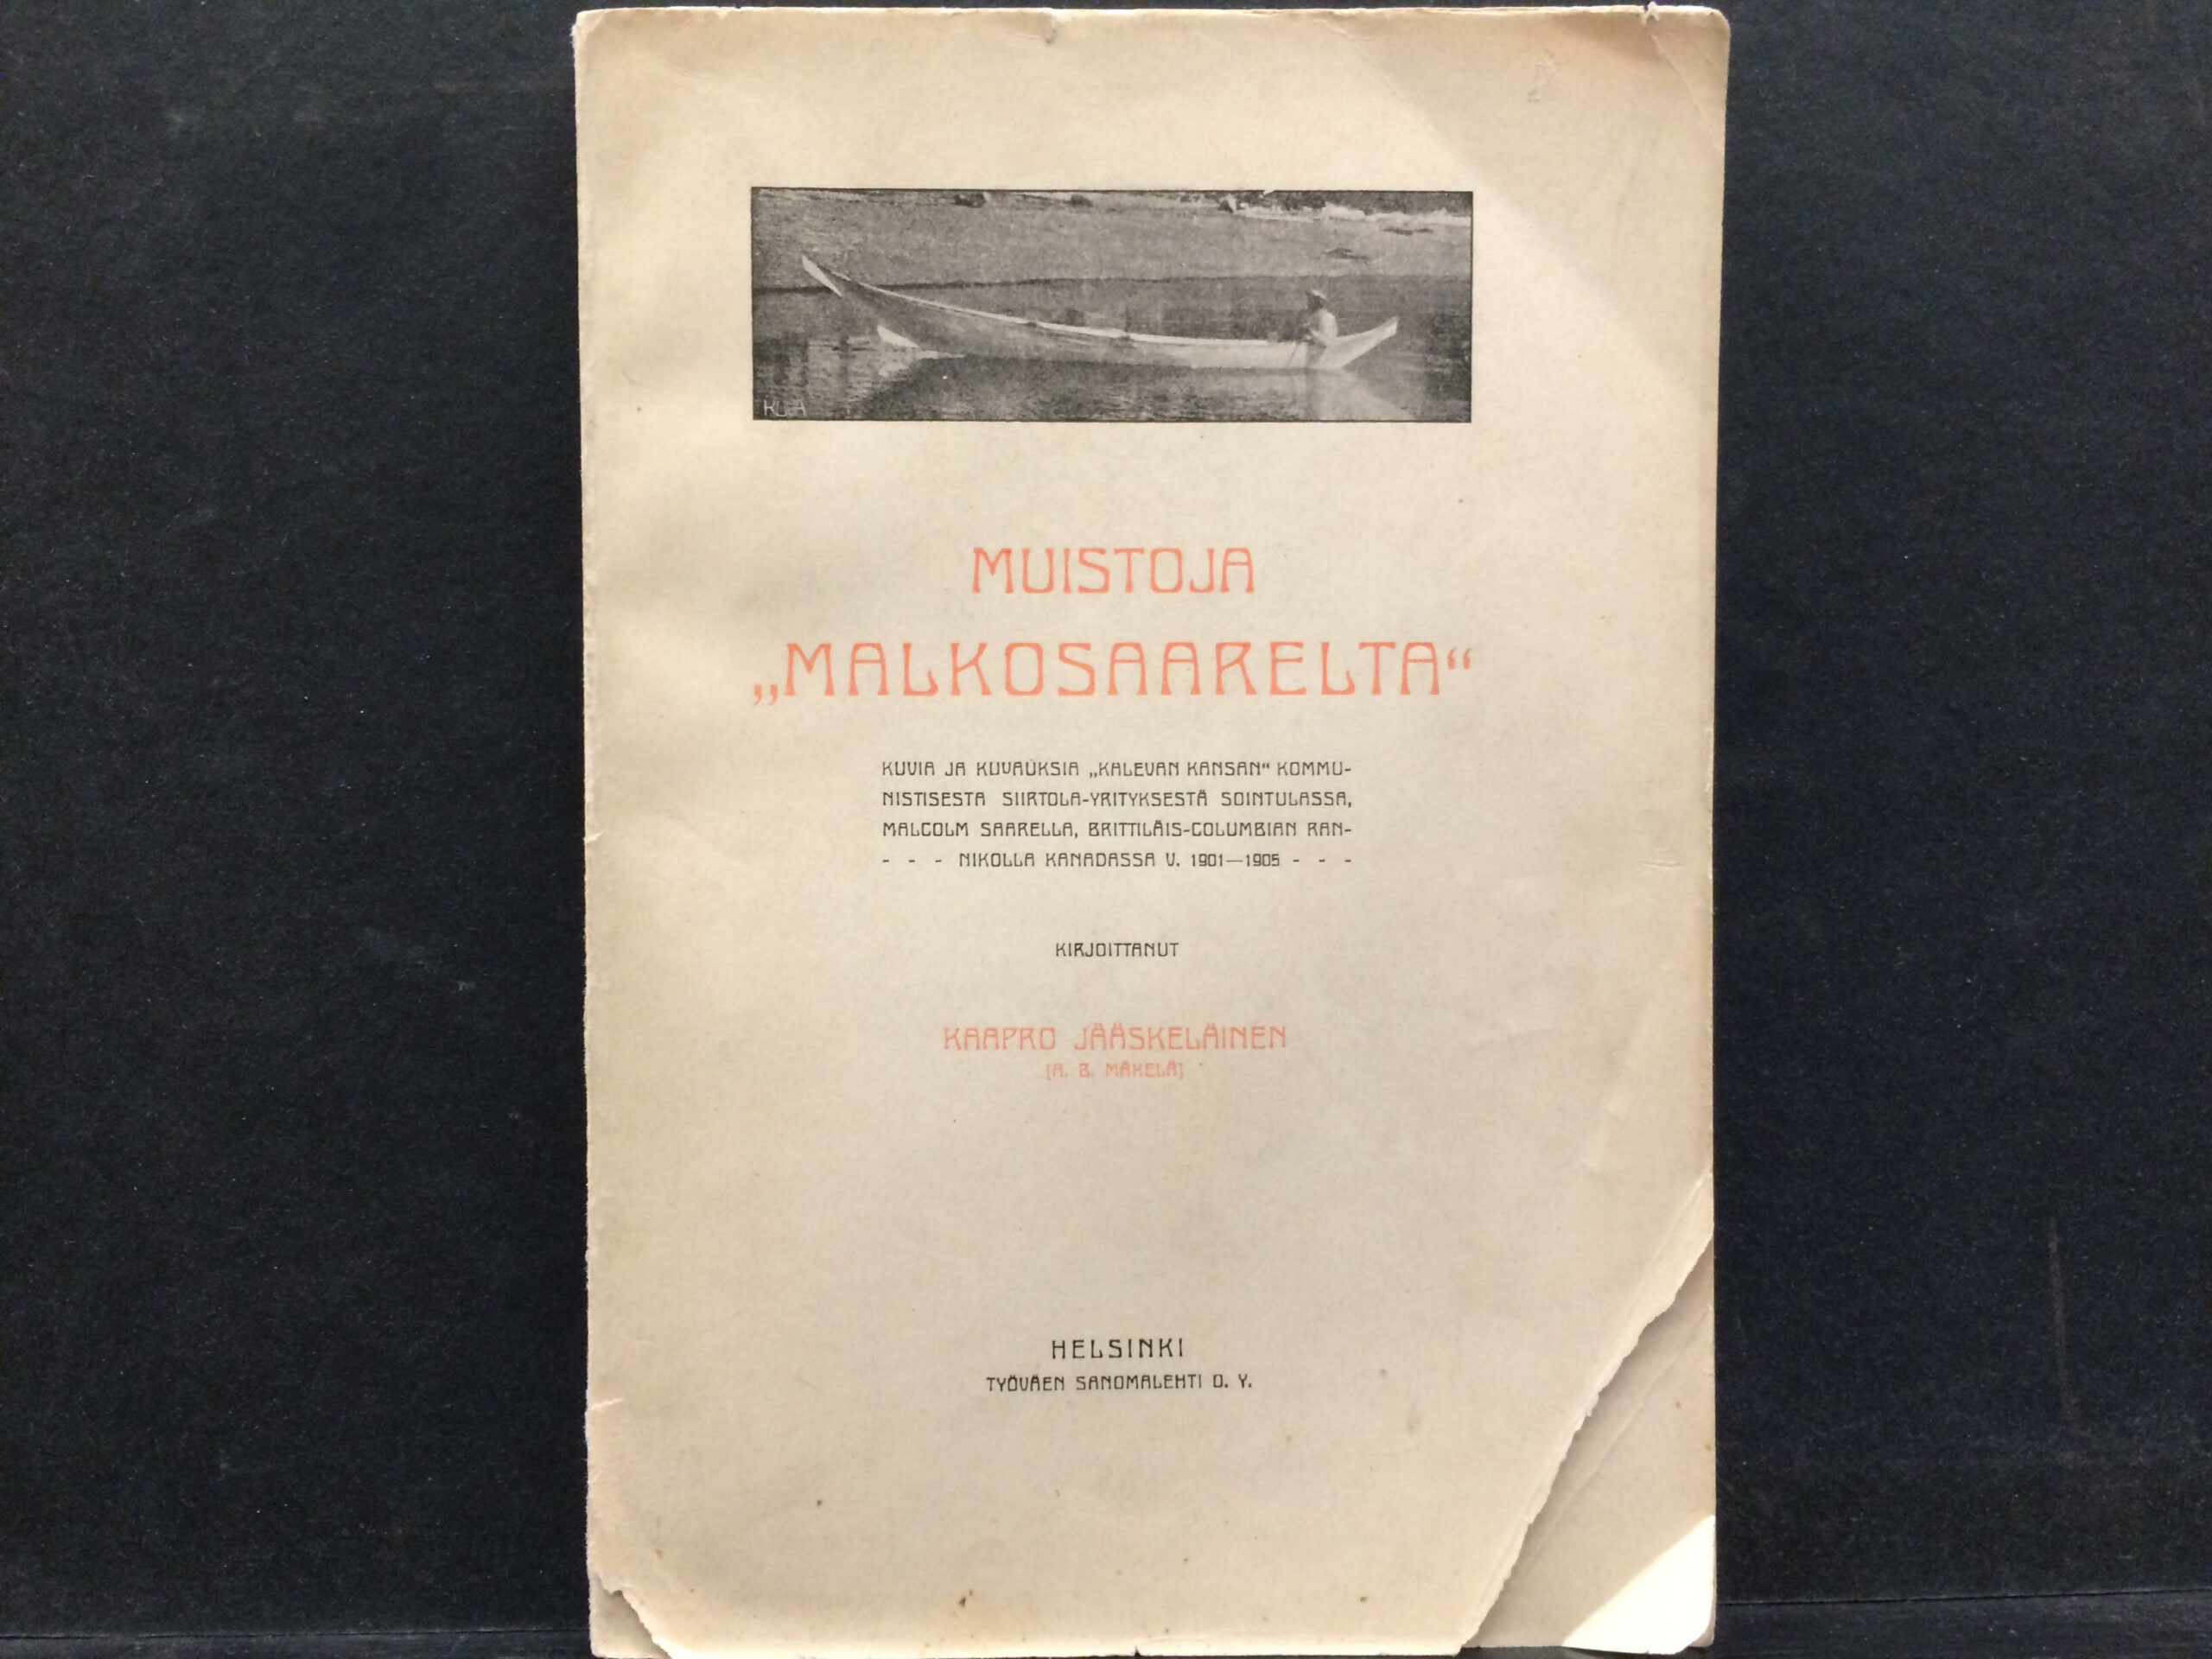 MUISTOJA
„MALKOSAARELTA“
KUVIA JA KUVAUKSIA „KALEVAN KANSAN“ KOMMU-
NISTISESTA SIIRTOLA-YRITYKSESTÄ SOINTULASSA,
MALCOLM SAARELLA, BRITTILÄIS-COLUMBIAN RAN-
- - - NIKOLLA KANADASSA V. 1901—1905 - - -
KIRJOITTANUT
KAAPRO JÄÄSKELÄINEN
[A. B. MÄKELÄ]
HELSINKI
TYÖVÄEN SANOMALEHTI O. Y.